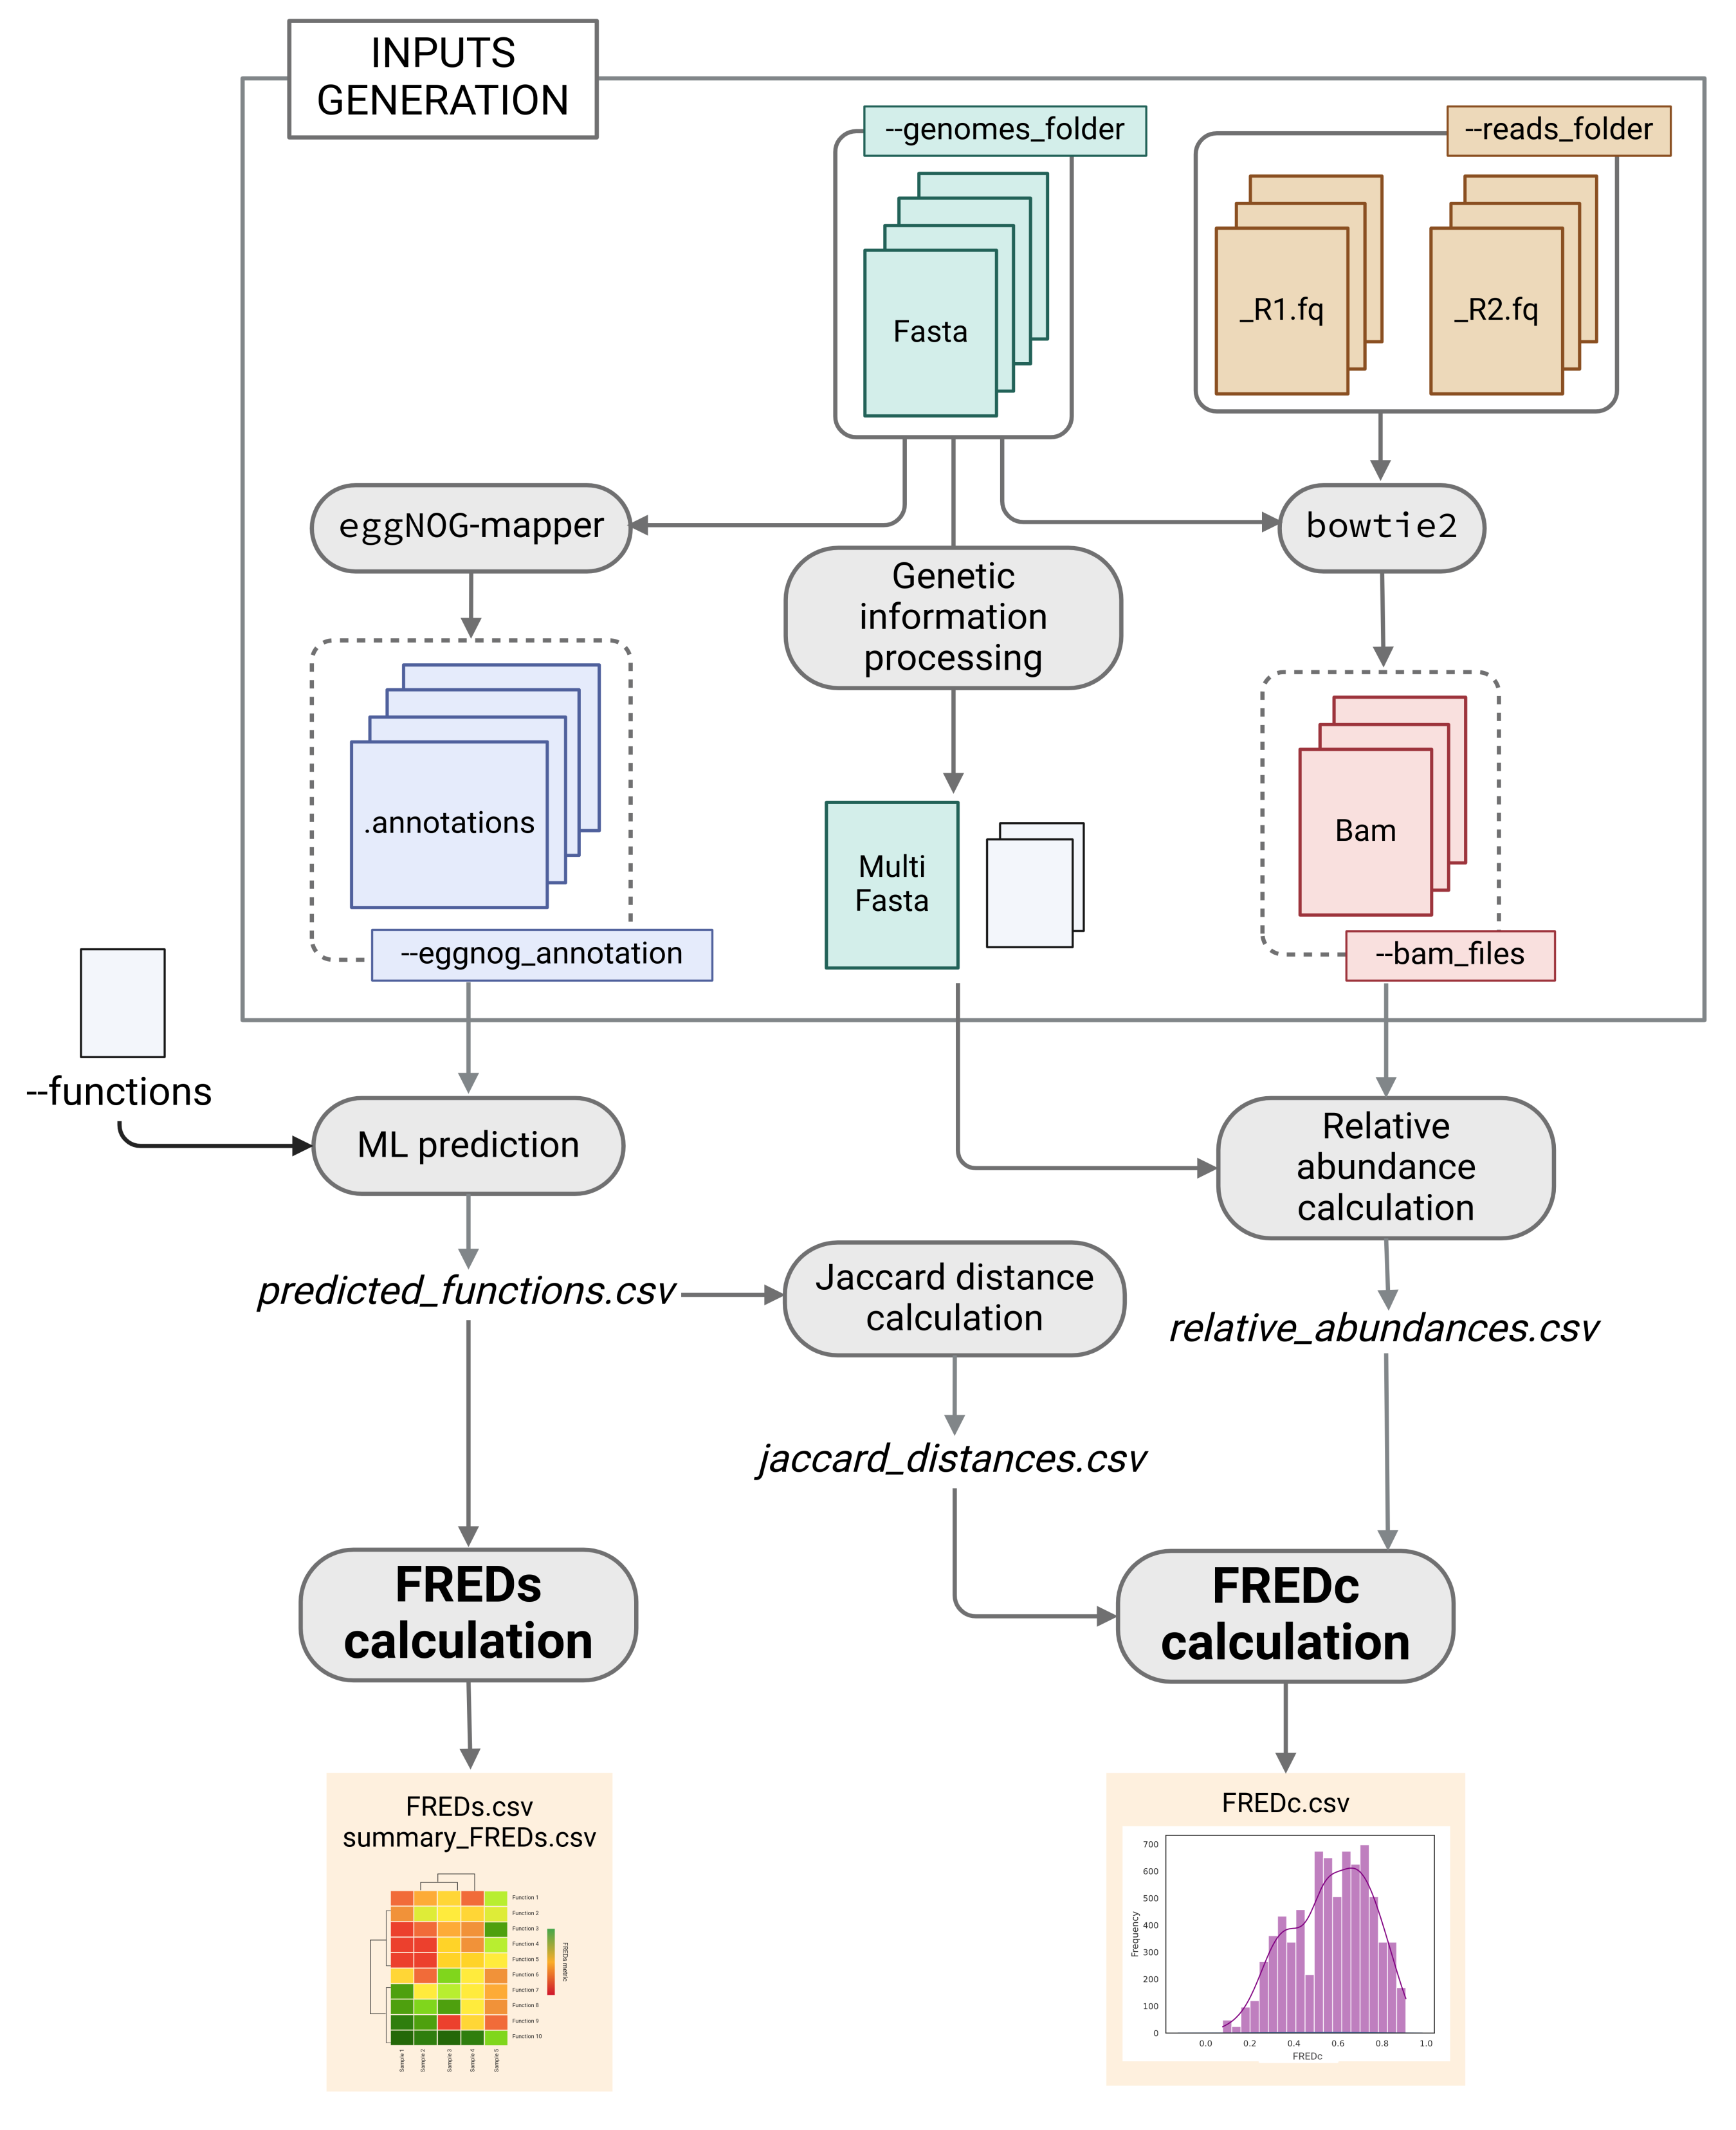 INPUTS
GENERATION
--genomes_folder
--reads_folder
Fasta
_R1.fq
_R2.fq
eggNOG-mapper
Genetic
information
processing
bowtie2
.annotations
Multi
Fasta
Bam
--eggnog_annotation
--bam_files
--functions
ML prediction
Relative
abundance
calculation
predicted_functions.csv
Jaccard distance
calculation
relative_abundances.csv
jaccard_distances.csv
FREDs
calculation
FREDc
calculation
FREDs.csv
summary_FREDs.csv
Function 1
Function 2
Function 3
Function 4
Function 5
Function 6
Function 7
Function 8
Function 9
Function 10
FREDs metric
Sample 1
Sample 2
Sample 3
Sample 4
Sample 5
FREDc.csv
700
600
500
400
300
200
100
0
Frequency
0.0 0.2 0.4 0.6 0.8 1.0
FREDc